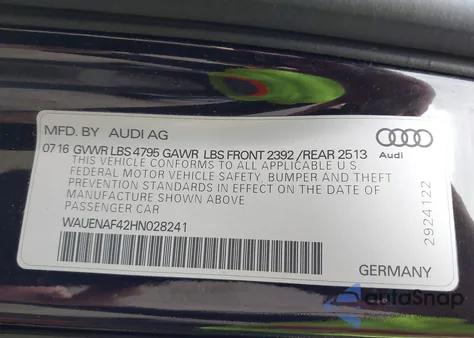 MFD. BY AUDI AG
Audi
0716 GVWR LBS 4795 GAWR LBS FRONT 2392 /REAR 2513
THIS VEHICLE CONFORMS TO ALL APPLICABLE U.S
FEDERAL MOTOR VEHICLE SAFETY, BUMPER AND THEFT
PREVENTION STANDARDS IN EFFECT ON THE DATE OF
MANUFACTURE SHOWN ABOVE
PASSENGER CAR
WAUENAF42HN028241
2924122
GERMANY
autoSnap